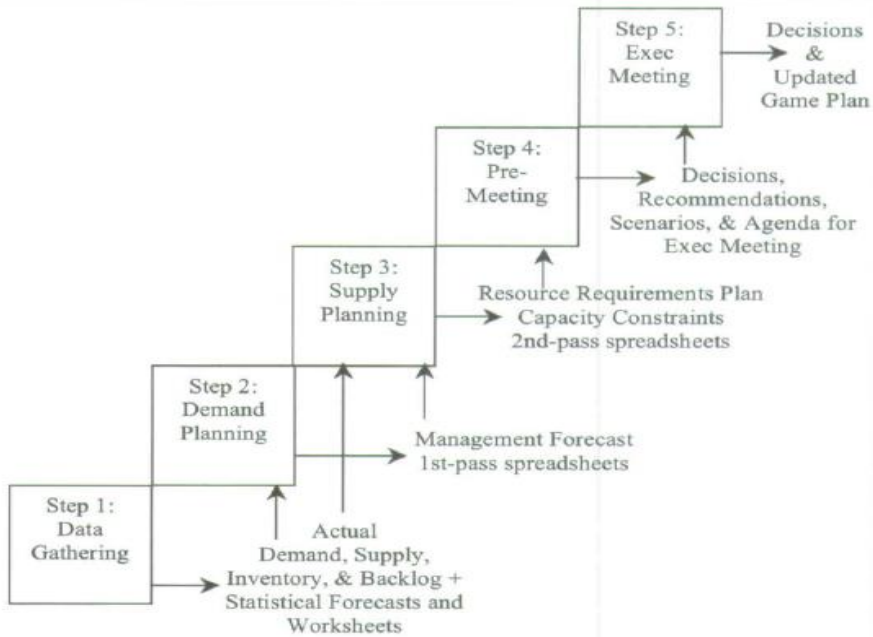 Step 5:
Exec
Meeting
Decisions
&
Updated
Game Plan
Step 4:
Pre-
Meeting
Decisions,
Recommendations,
Scenarios, & Agenda for
Exec Meeting
Step 3:
Supply
Planning
Resource Requirements Plan
Capacity Constraints
2nd-pass spreadsheets
Step 2:
Demand
Planning
Management Forecast
1st-pass spreadsheets
Step 1:
Data
Gathering
Actual
Demand, Supply,
Inventory, & Backlog +
Statistical Forecasts and
Worksheets